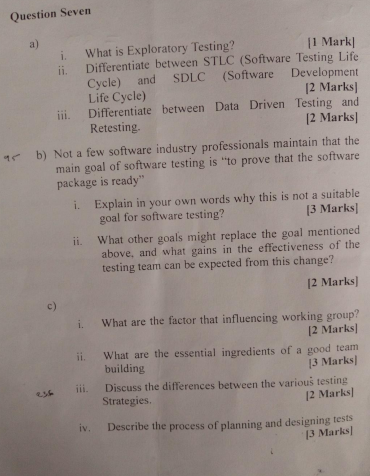 Question Seven
a)
i. What is Exploratory Testing? [1 Mark]
ii. Differentiate between STLC (Software Testing Life
Cycle) and SDLC (Software Development
Life Cycle) [2 Marks]
iii. Differentiate between Data Driven Testing and
Retesting. [2 Marks]
b) Not a few software industry professionals maintain that the
main goal of software testing is “to prove that the software
package is ready”
i. Explain in your own words why this is not a suitable
goal for software testing? [3 Marks]
ii. What other goals might replace the goal mentioned
above, and what gains in the effectiveness of the
testing team can be expected from this change?
[2 Marks]
c)
i. What are the factor that influencing working group?
[2 Marks]
ii. What are the essential ingredients of a good team
building [3 Marks]
iii. Discuss the differences between the various testing
Strategies. [2 Marks]
iv. Describe the process of planning and designing tests
[3 Marks]